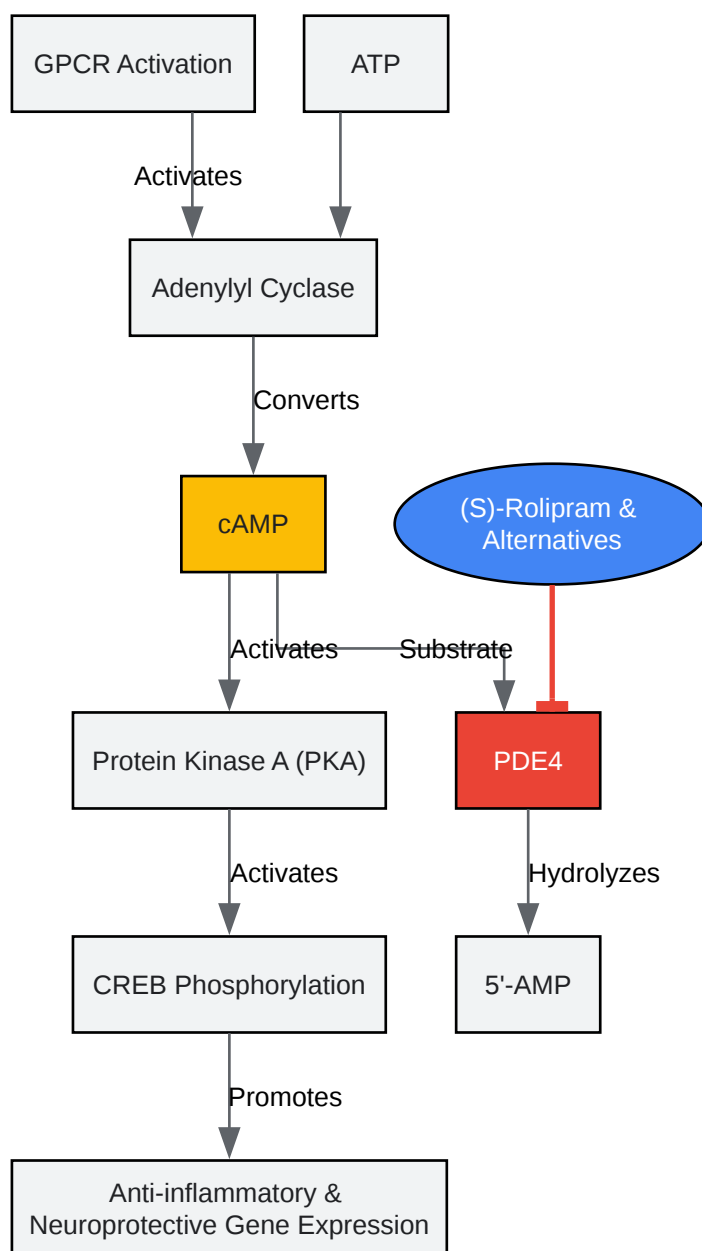 GPCR Activation
ATP
Activates
Adenylyl Cyclase
Converts
cAMP
(S)-Rolipram &
Alternatives
Activates
Substrate
Protein Kinase A (PKA)
PDE4
Activates
Hydrolyzes
CREB Phosphorylation
5'-AMP
Promotes
Anti-inflammatory &
Neuroprotective Gene Expression